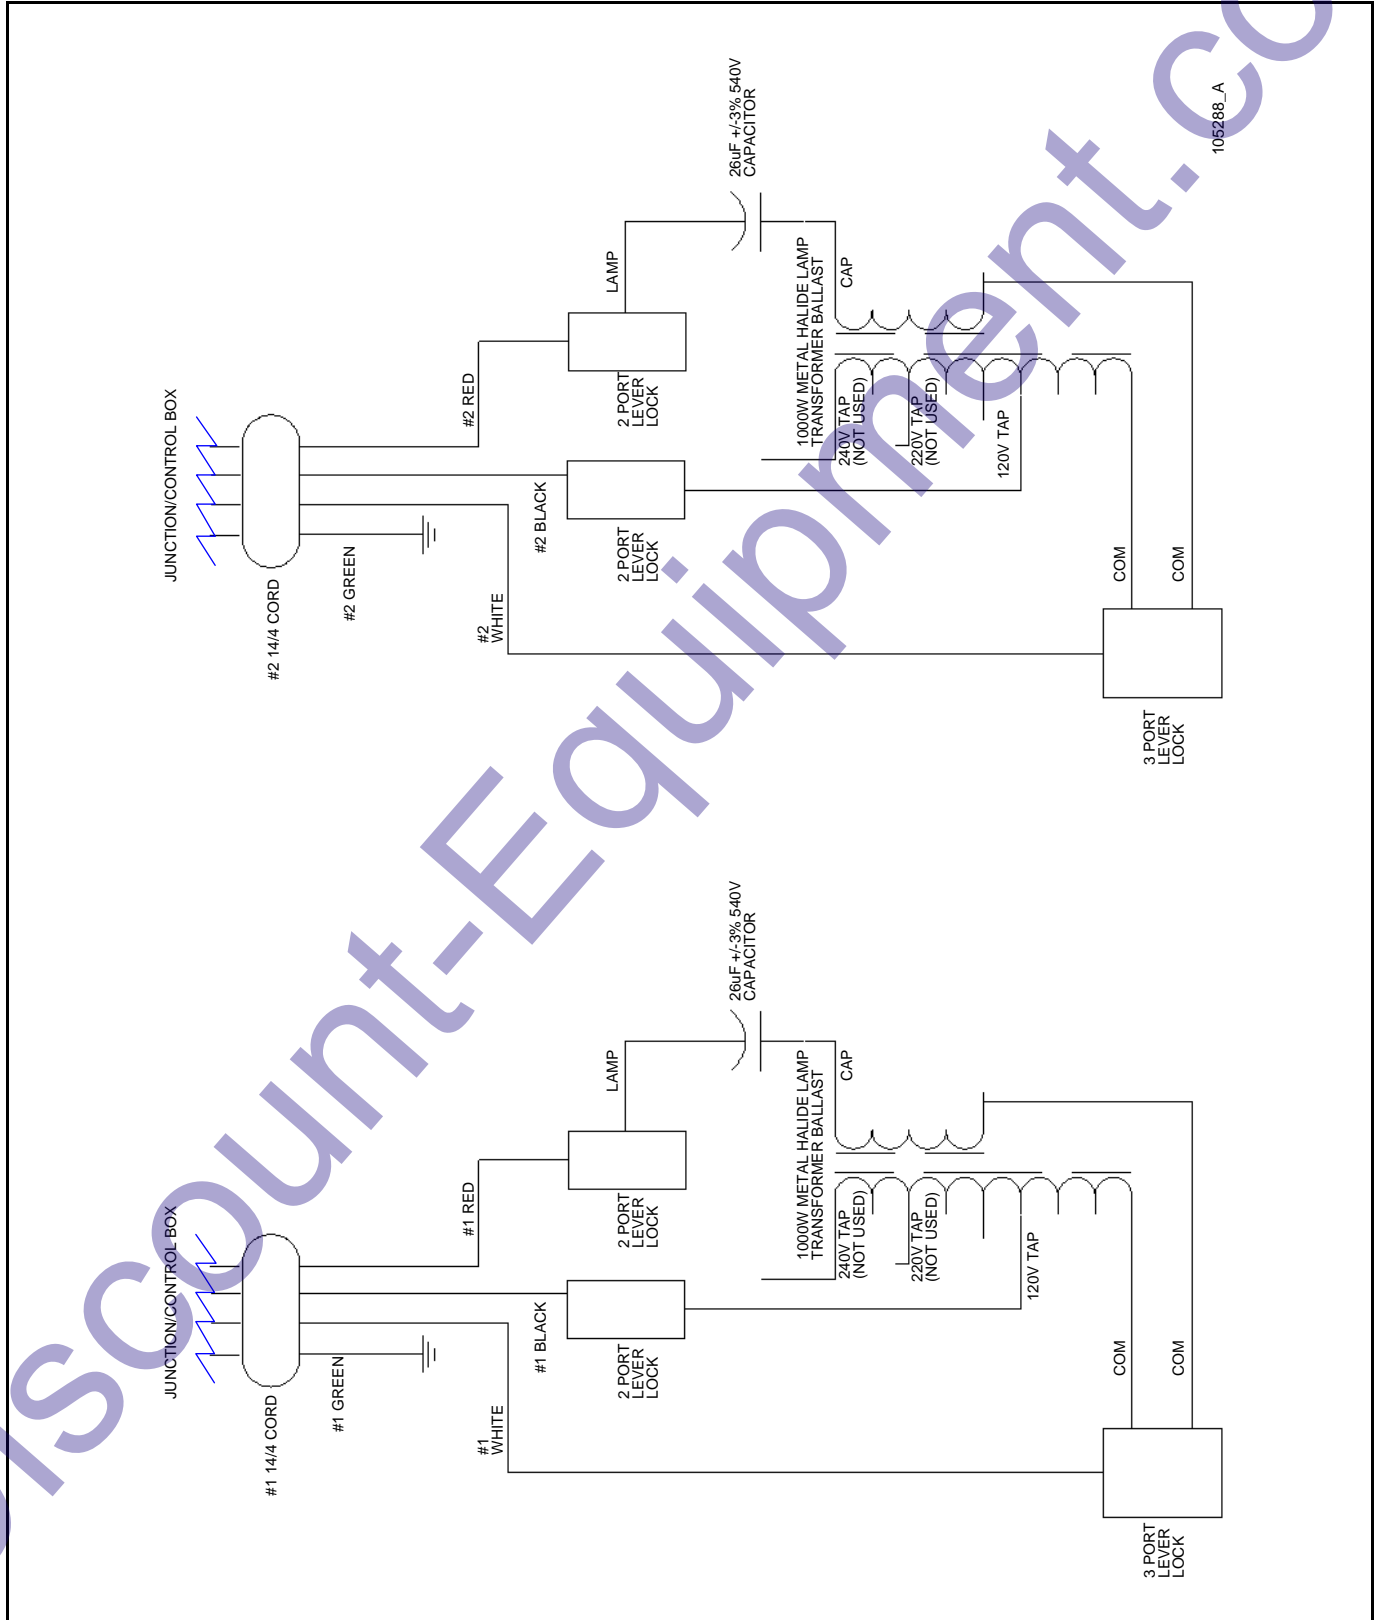 JUNCTION/CONTROL BOX
#1 14/4 CORD
#1 GREEN
#1
WHITE
#1 BLACK
#1 RED
2 PORT
LEVER
LOCK
2 PORT
LEVER
LOCK
LAMP
26uF +/-3% 540V
CAPACITOR
1000W METAL HALIDE LAMP
TRANSFORMER BALLAST
CAP
240V TAP
(NOT USED)
220V TAP
(NOT USED)
120V TAP
COM
COM
3 PORT
LEVER
LOCK
JUNCTION/CONTROL BOX
#2 14/4 CORD
#2 GREEN
#2
WHITE
#2 BLACK
#2 RED
2 PORT
LEVER
LOCK
2 PORT
LEVER
LOCK
LAMP
26uF +/-3% 540V
CAPACITOR
1000W METAL HALIDE LAMP
TRANSFORMER BALLAST
CAP
240V TAP
(NOT USED)
220V TAP
(NOT USED)
120V TAP
COM
COM
3 PORT
LEVER
LOCK
105288_A
iscount-Equipment.co